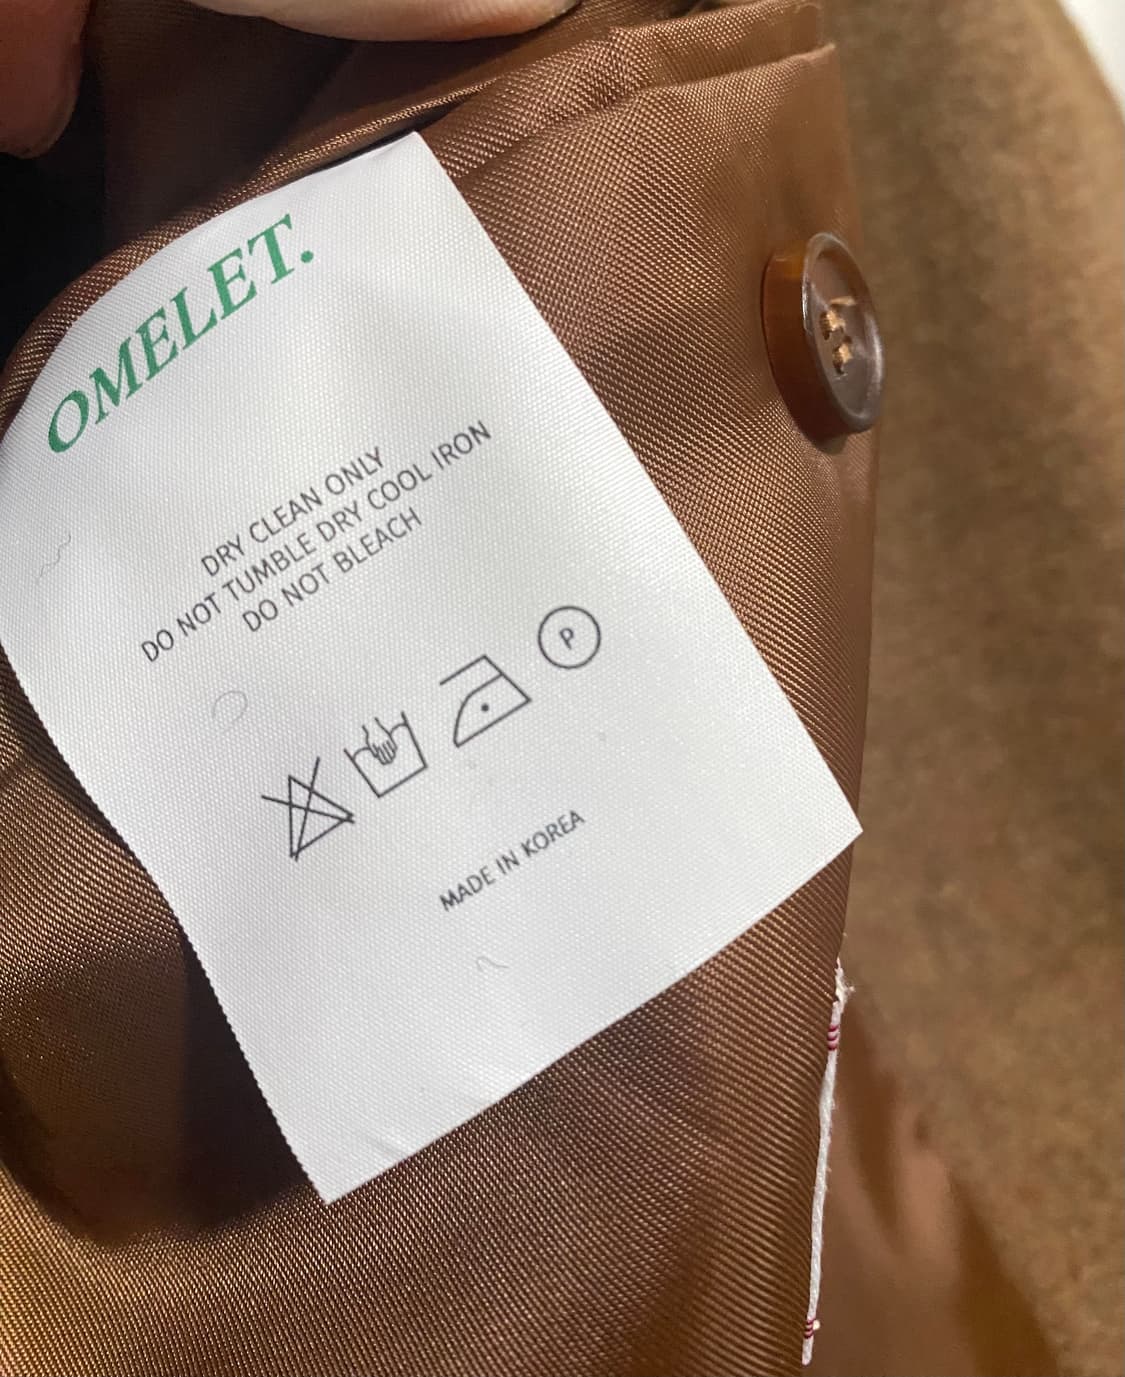 OMELET.
DRY CLEAN ONLY
DO NOT TUMBLE DRY COOL IRON
DO NOT BLEACH
P
MADE IN KOREA